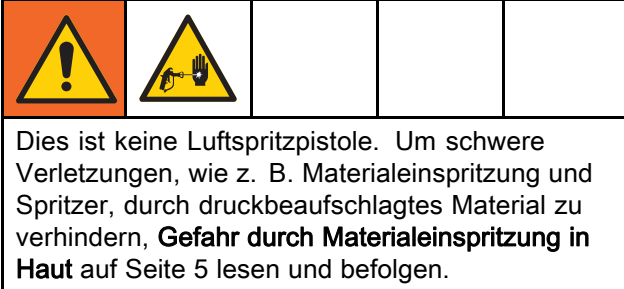 Dies ist keine Luftspritzpistole. Um schwere
Verletzungen, wie z. B. Materialeinspritzung und
Spritzer, durch druckbeaufschlagtes Material zu
verhindern, Gefahr durch Materialeinspritzung in
Haut auf Seite 5 lesen und befolgen.